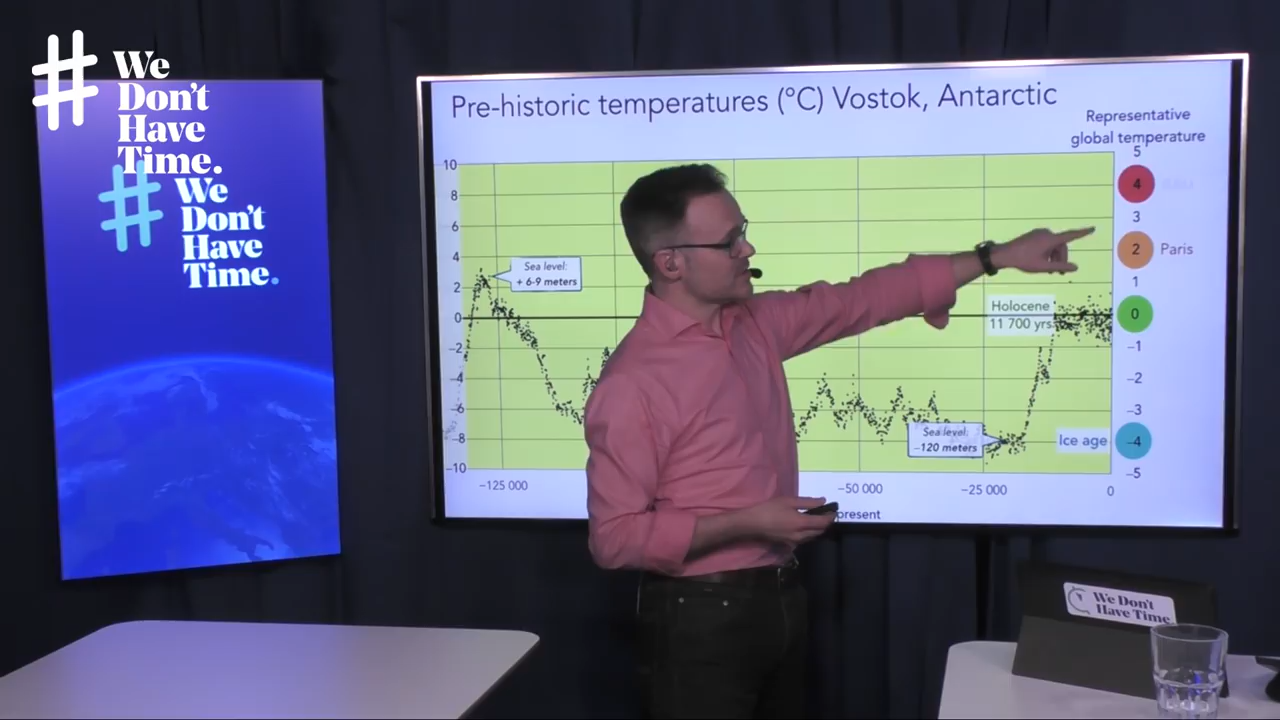 #We
Don't
Have
Time.
#We
Don't
Have
Time.
Pre-historic temperatures (ºC) Vostok, Antarctic
Representative
global temperature
10
8
6
4
2
0
−2
−4
−6
−8
−10
Sea level:
+ 6-9 meters
Holocene
11 700 yrs
Sea level:
−120 meters
Ice age
5
4
3
2
Paris
1
0
−1
−2
−3
−4
−5
−125 000
−50 000
−25 000
0
present
We Don't
Have Time.